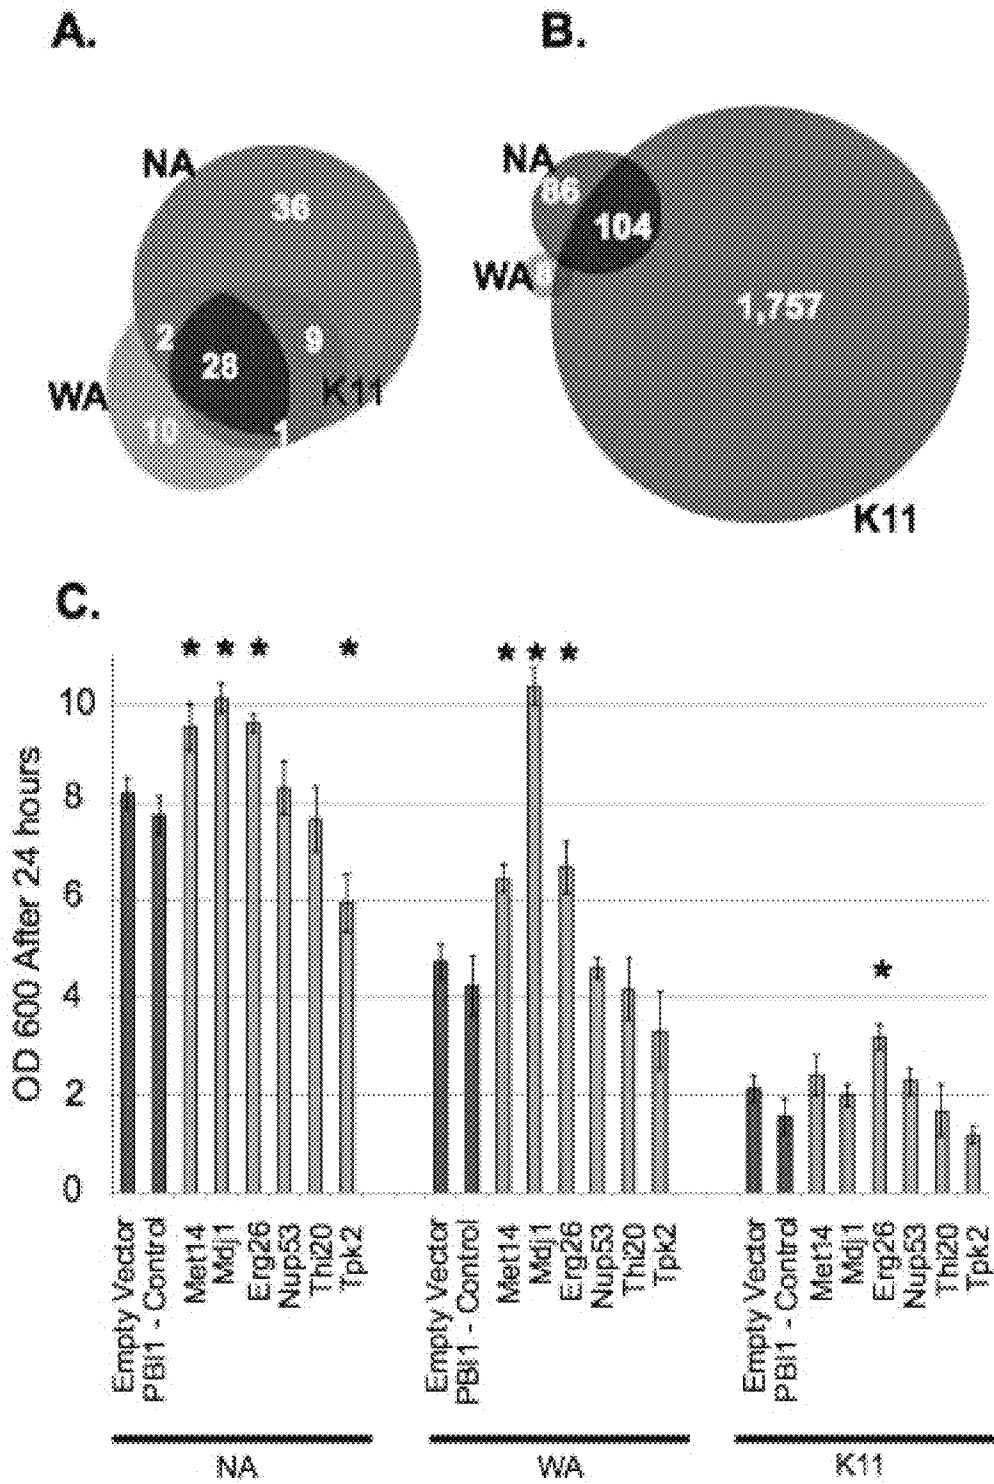 A.
B.
NA
36
2
28
9
WA
10
K11
1
NA
86
104
WA
1,757
K11
C.
* * * *
* * *
*
OD 600 After 24 hours
10
8
6
4
2
0
Empty Vector
PBI1 - Control
Met14
Mdj1
Erg26
Nup53
Thi20
Tpk2
Empty Vector
PBI1 - Control
Met14
Mdj1
Erg26
Nup53
Thi20
Tpk2
Empty Vector
PBI1 - Control
Met14
Mdj1
Erg26
Nup53
Thi20
Tpk2
NA
WA
K11